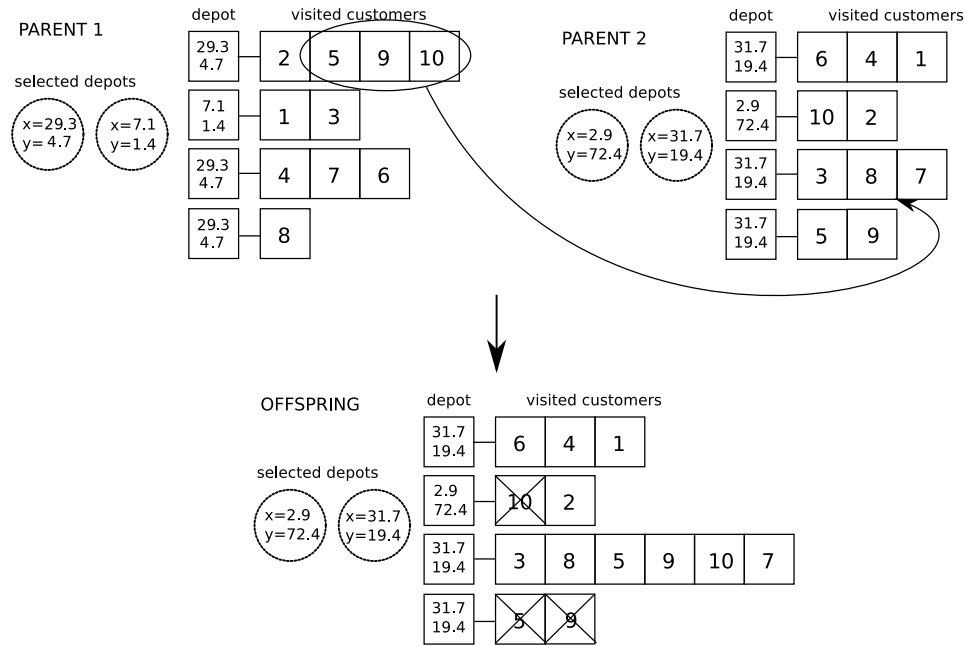 PARENT 1
depot visited customers
29.3
4.7
2 5 9 10
selected depots
x=29.3
y= 4.7
x=7.1
y=1.4
7.1
1.4
1 3
29.3
4.7
4 7 6
29.3
4.7
8
PARENT 2
depot visited customers
31.7
19.4
6 4 1
selected depots
x=2.9
y=72.4
x=31.7
y=19.4
2.9
72.4
10 2
31.7
19.4
3 8 7
31.7
19.4
5 9
OFFSPRING
depot visited customers
31.7
19.4
6 4 1
selected depots
x=2.9
y=72.4
x=31.7
y=19.4
2.9
72.4
10 2
31.7
19.4
3 8 5 9 10 7
31.7
19.4
5 9